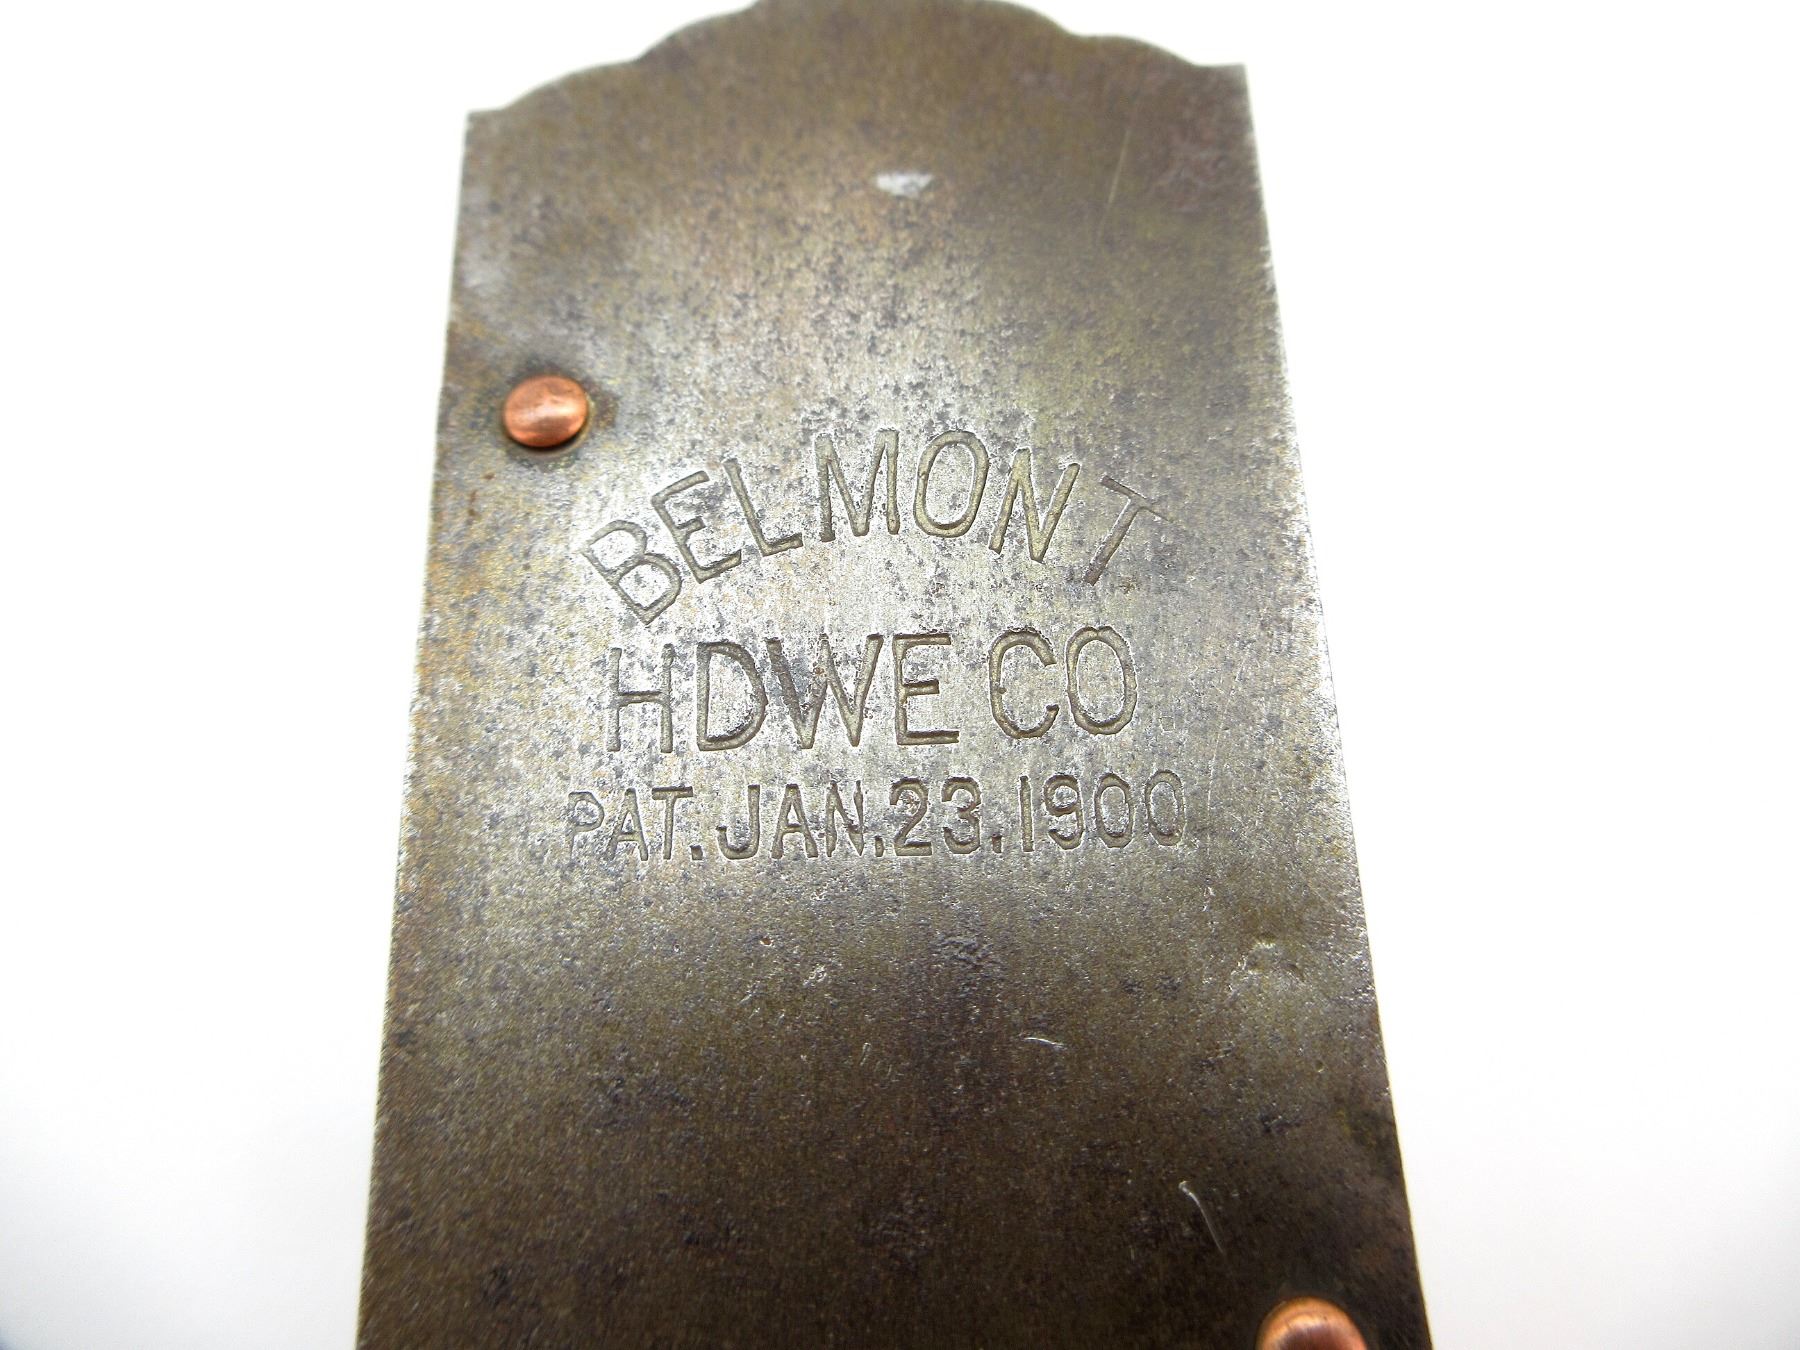 BELMONT
HDWE CO
PAT. JAN. 23. 1900